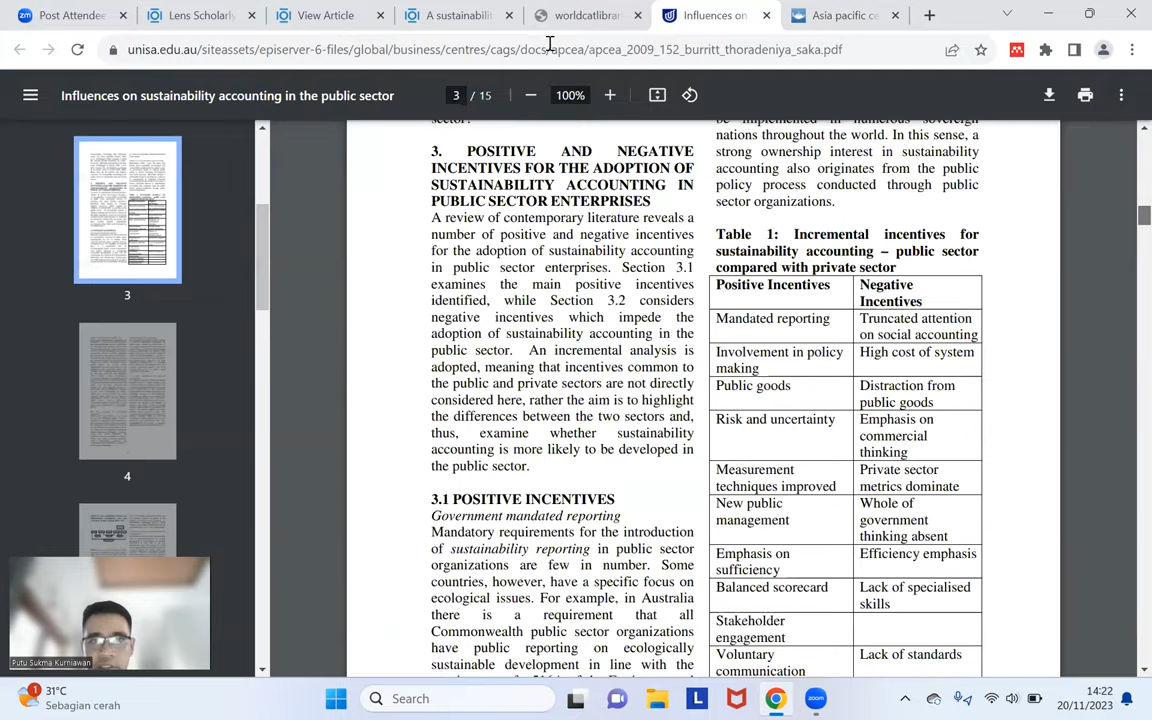 Post Attendee
Lens Scholarly
View Article
A sustainabilit
worldcatlibrar
Influences on
Asia pacific ce
unisa.edu.au/siteassets/episerver-6-files/global/business/centres/cags/docs/apcea/apcea_2009_152_burritt_thoradeniya_saka.pdf
Influences on sustainability accounting in the public sector
3 / 15
100%
3
4
3. POSITIVE AND NEGATIVE
INCENTIVES FOR THE ADOPTION OF
SUSTAINABILITY ACCOUNTING IN
PUBLIC SECTOR ENTERPRISES
A review of contemporary literature reveals a
number of positive and negative incentives
for the adoption of sustainability accounting
in public sector enterprises. Section 3.1
examines the main positive incentives
identified, while Section 3.2 considers
negative incentives which impede the
adoption of sustainability accounting in the
public sector. An incremental analysis is
adopted, meaning that incentives common to
the public and private sectors are not directly
considered here, rather the aim is to highlight
the differences between the two sectors and,
thus, examine whether sustainability
accounting is more likely to be developed in
the public sector.
3.1 POSITIVE INCENTIVES
Government mandated reporting
Mandatory requirements for the introduction
of sustainability reporting in public sector
organizations are few in number. Some
countries, however, have a specific focus on
ecological issues. For example, in Australia
there is a requirement that all
Commonwealth public sector organizations
have public reporting on ecologically
sustainable development in line with the
be implemented in numerous sovereign
nations throughout the world. In this sense, a
strong ownership interest in sustainability
accounting also originates from the public
policy process conducted through public
sector organizations.
Table 1: Incremental incentives for
sustainability accounting – public sector
compared with private sector
Positive Incentives
Negative
Incentives
Mandated reporting
Truncated attention
on social accounting
Involvement in policy
making
High cost of system
Public goods
Distraction from
public goods
Risk and uncertainty
Emphasis on
commercial
thinking
Measurement
techniques improved
Private sector
metrics dominate
New public
management
Whole of
government
thinking absent
Emphasis on
sufficiency
Efficiency emphasis
Balanced scorecard
Lack of specialised
skills
Stakeholder
engagement
Voluntary
communication
Lack of standards
Putu Sukma Kurniawan
1
31°C
Sebagian cerah
Search
14:22
20/11/2023